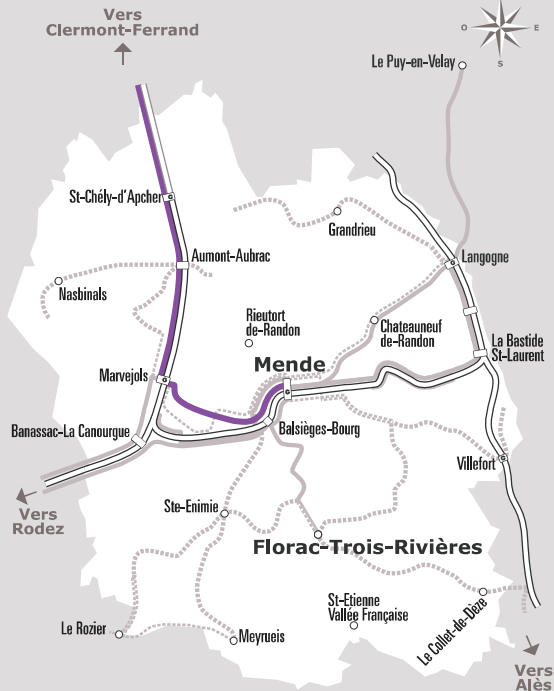 Vers
Clermont-Ferrand
O
E
S
Le Puy-en-Velay
St-Chély-d'Apcher
Grandrieu
Aumont-Aubrac
Langogne
Nasbinals
Rieutort
de-Randon
Chateauneuf
de-Randon
La Bastide
St-Laurent
Mende
Marvejols
Banassac-La Canourgue
Balsièges-Bourg
Villefort
Vers
Rodez
Ste-Enimie
Florac-Trois-Rivières
St-Etienne
Vallée Française
Le Collet-de-Dèze
Le Rozier
Meyrueis
Vers
Alès